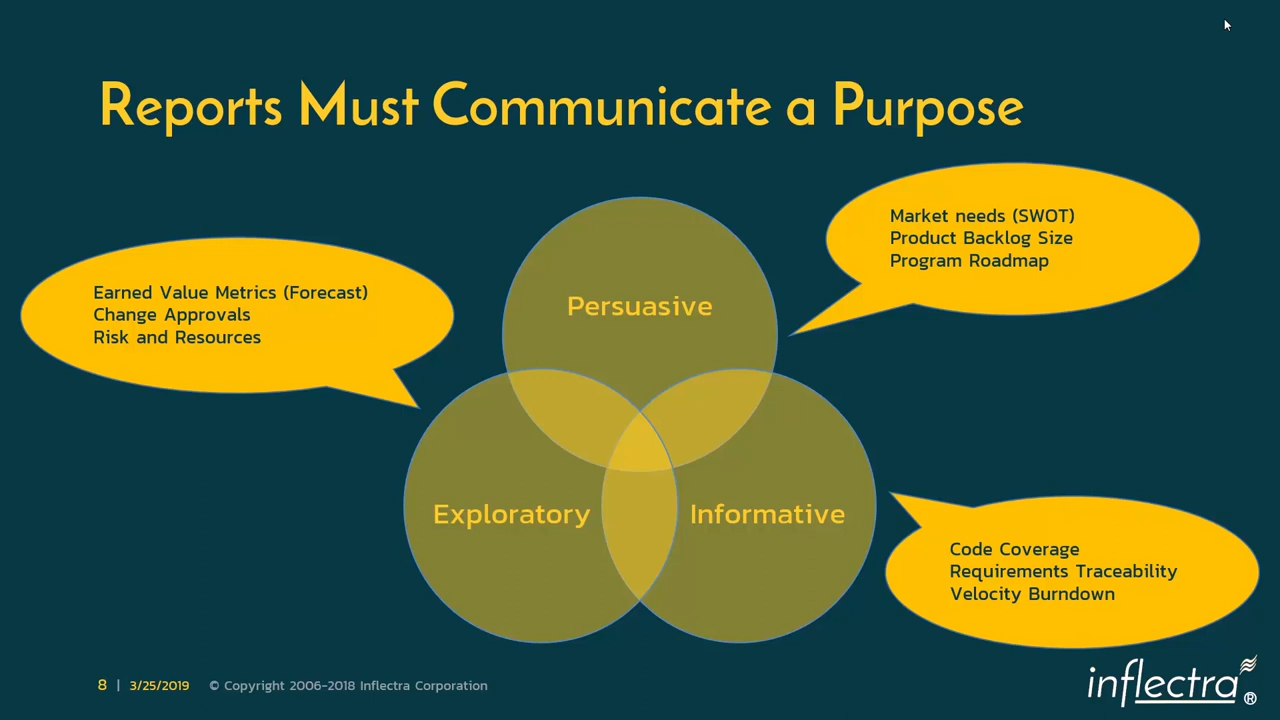 Reports Must Communicate a Purpose
Market needs (SWOT)
Product Backlog Size
Program Roadmap
Earned Value Metrics (Forecast)
Change Approvals
Risk and Resources
Persuasive
Exploratory
Informative
Code Coverage
Requirements Traceability
Velocity Burndown
8 | 3/25/2019 © Copyright 2006-2018 Inflectra Corporation
inflectra®